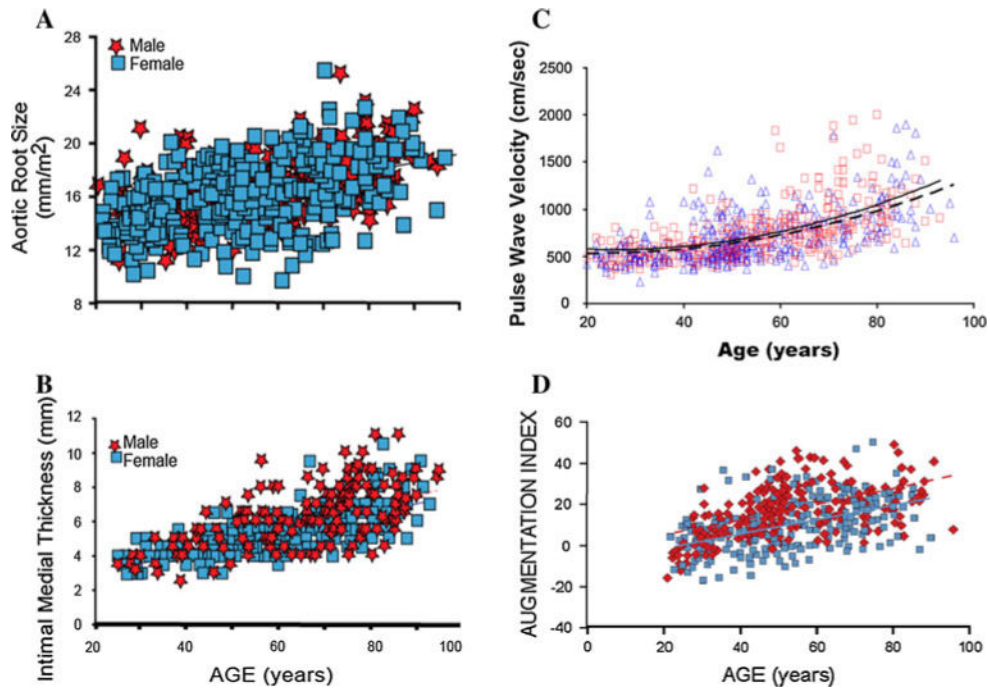 A
28
24
20
16
12
8
Aortic Root Size
(mm/m²)
Male
Female
B
12
10
8
6
4
2
0
Intimal Medial Thickness (mm)
Male
Female
20 40 60 80 100
AGE (years)
C
2500
2000
1500
1000
500
0
Pulse Wave Velocity (cm/sec)
20 40 60 80 100
Age (years)
D
60
40
20
0
-20
-40
AUGMENTATION INDEX
0 20 40 60 80 100
AGE (years)